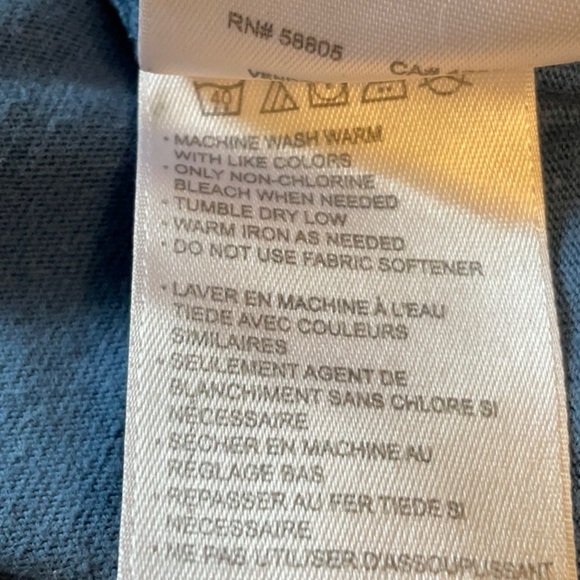 RN# 58805
40
• MACHINE WASH WARM
WITH LIKE COLORS
• ONLY NON-CHLORINE
BLEACH WHEN NEEDED
• TUMBLE DRY LOW
• WARM IRON AS NEEDED
• DO NOT USE FABRIC SOFTENER
• LAVER EN MACHINE À L'EAU
TIEDE AVEC COULEURS
SIMILAIRES
• SEULEMENT AGENT DE
BLANCHIMENT SANS CHLORE SI
NÉCESSAIRE
• SÉCHER EN MACHINE AU
RÉGLAGE BAS
• REPASSER AU FER TIEDE SI
NÉCESSAIRE
• NE PAS UTILISER D'ASSOUPLISSANT